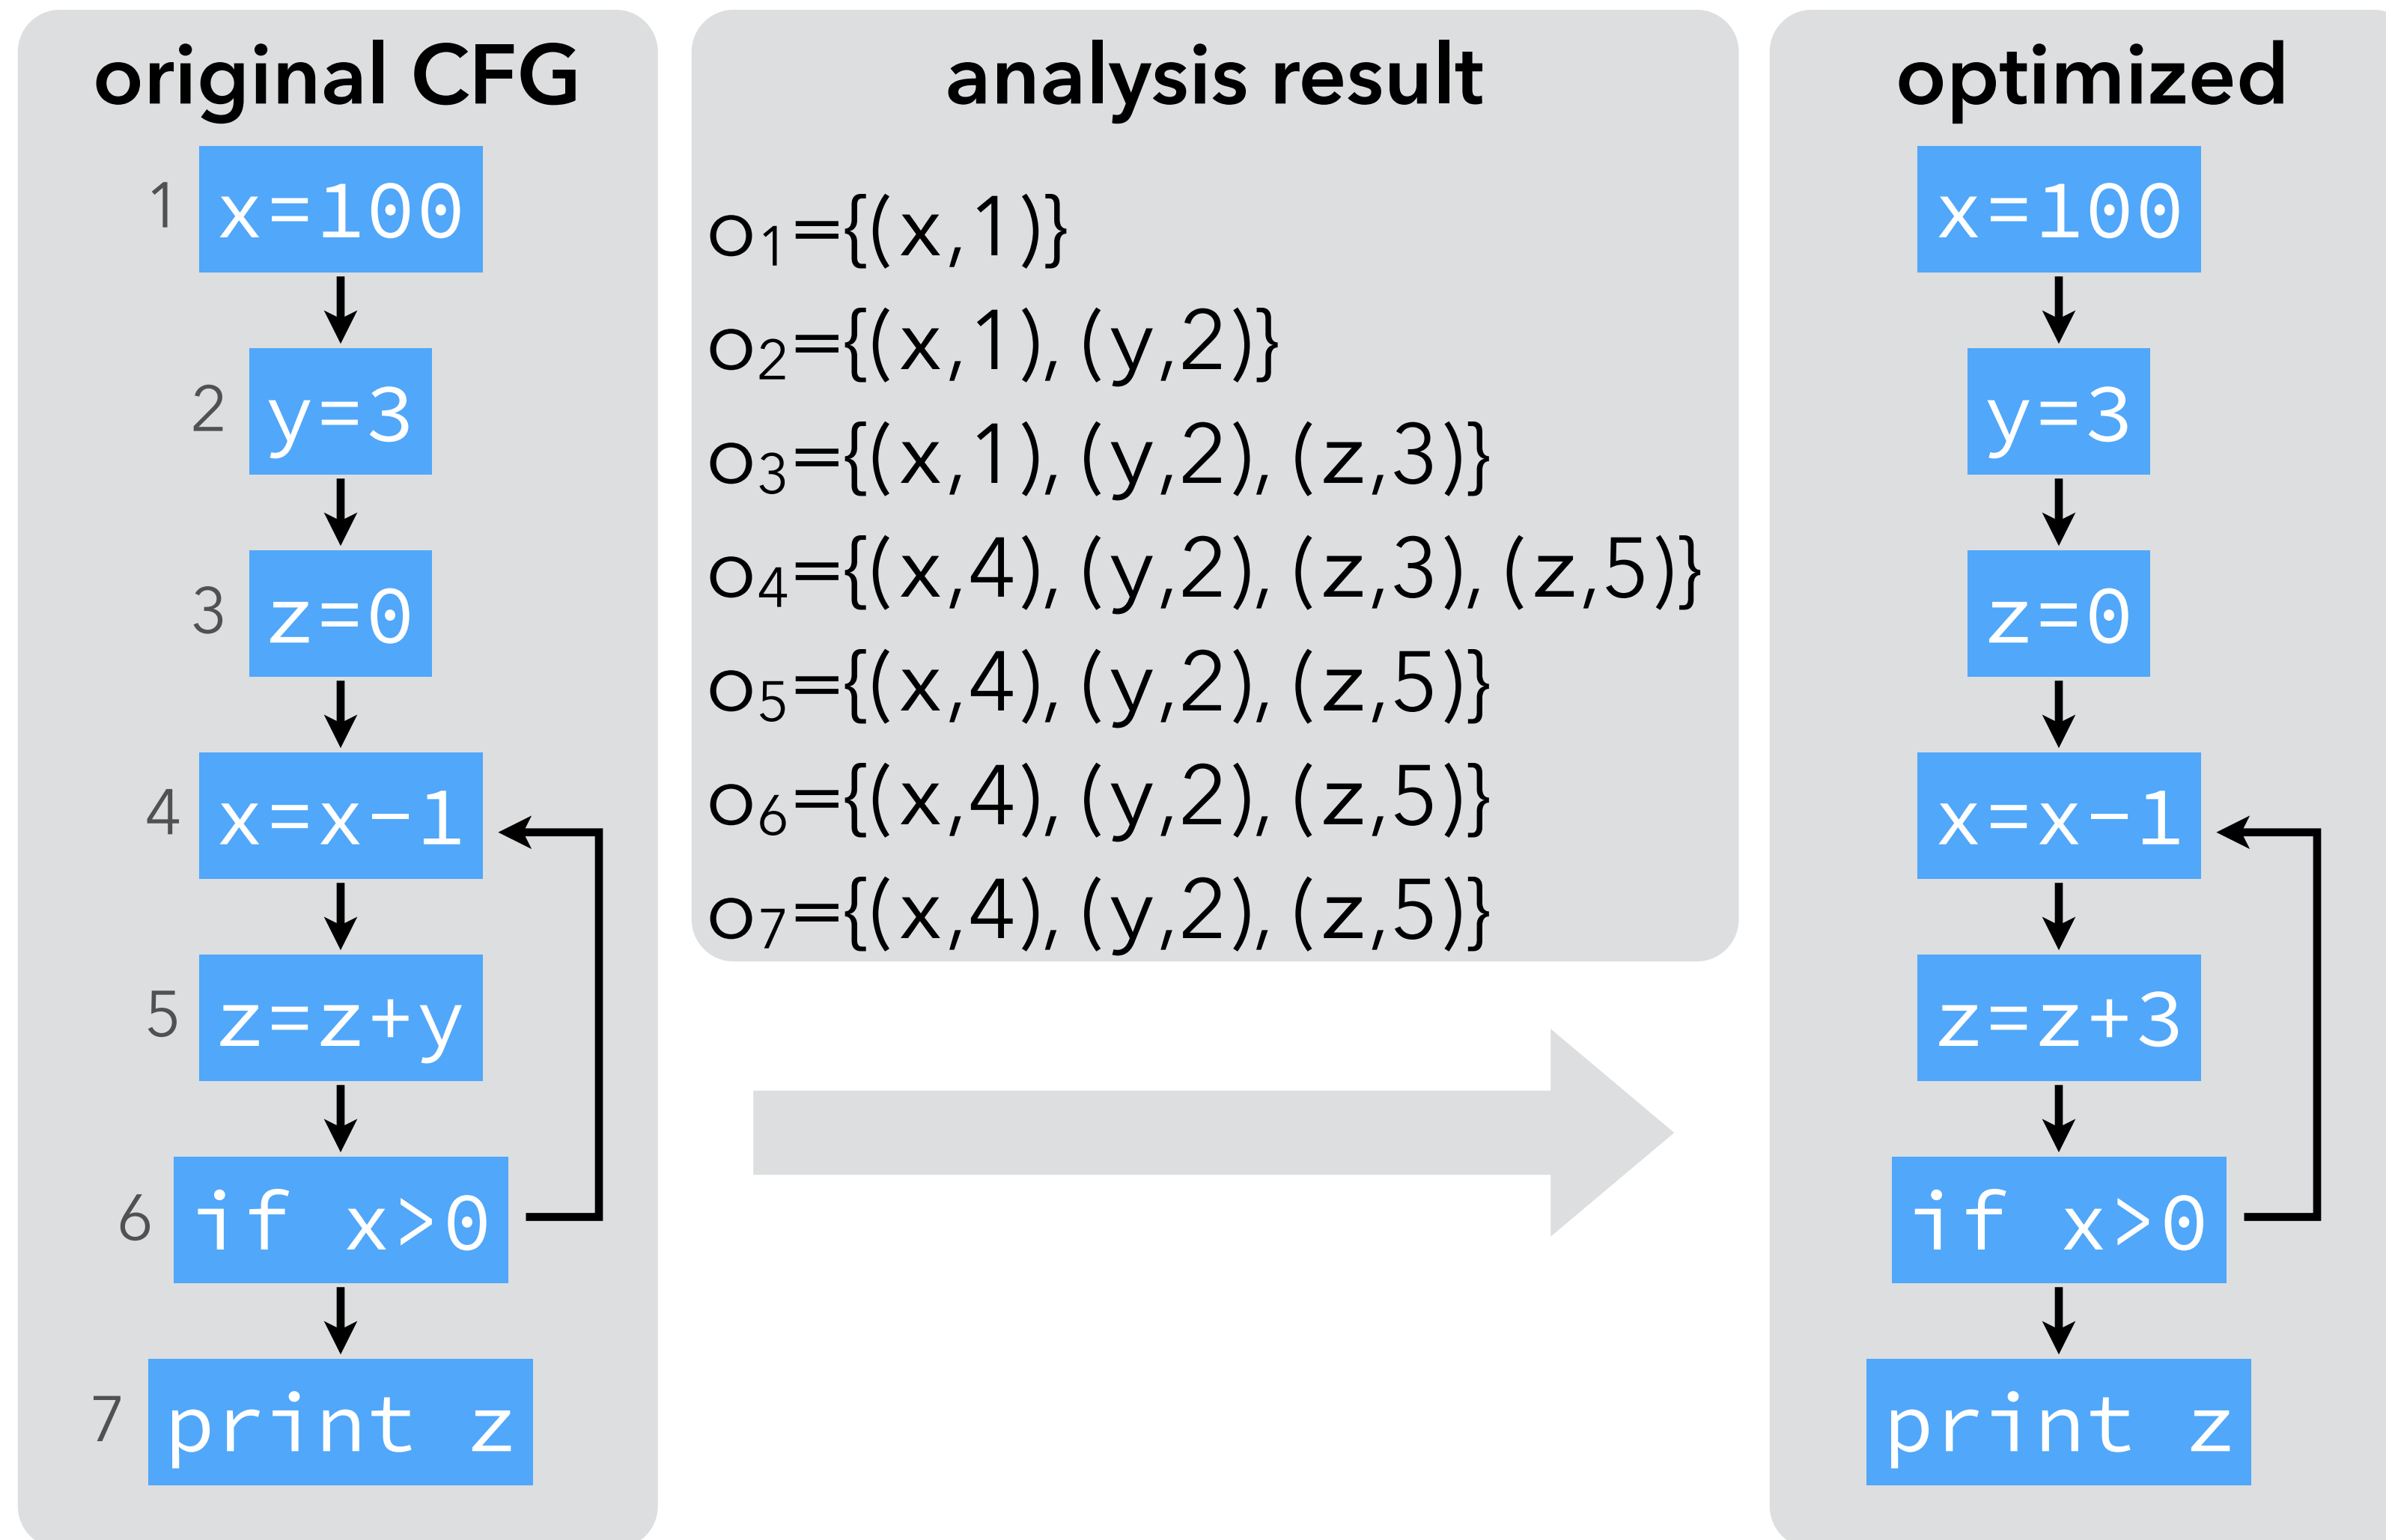 original CFG
1 x=100
2 y=3
3 z=0
4 x=x-1
5 z=z+y
6 if x>0
7 print z
analysis result
o₁={(x,1)}
o₂={(x,1), (y,2)}
o₃={(x,1), (y,2), (z,3)}
o₄={(x,4), (y,2), (z,3), (z,5)}
o₅={(x,4), (y,2), (z,5)}
o₆={(x,4), (y,2), (z,5)}
o₇={(x,4), (y,2), (z,5)}
optimized
x=100
y=3
z=0
x=x-1
z=z+3
if x>0
print z